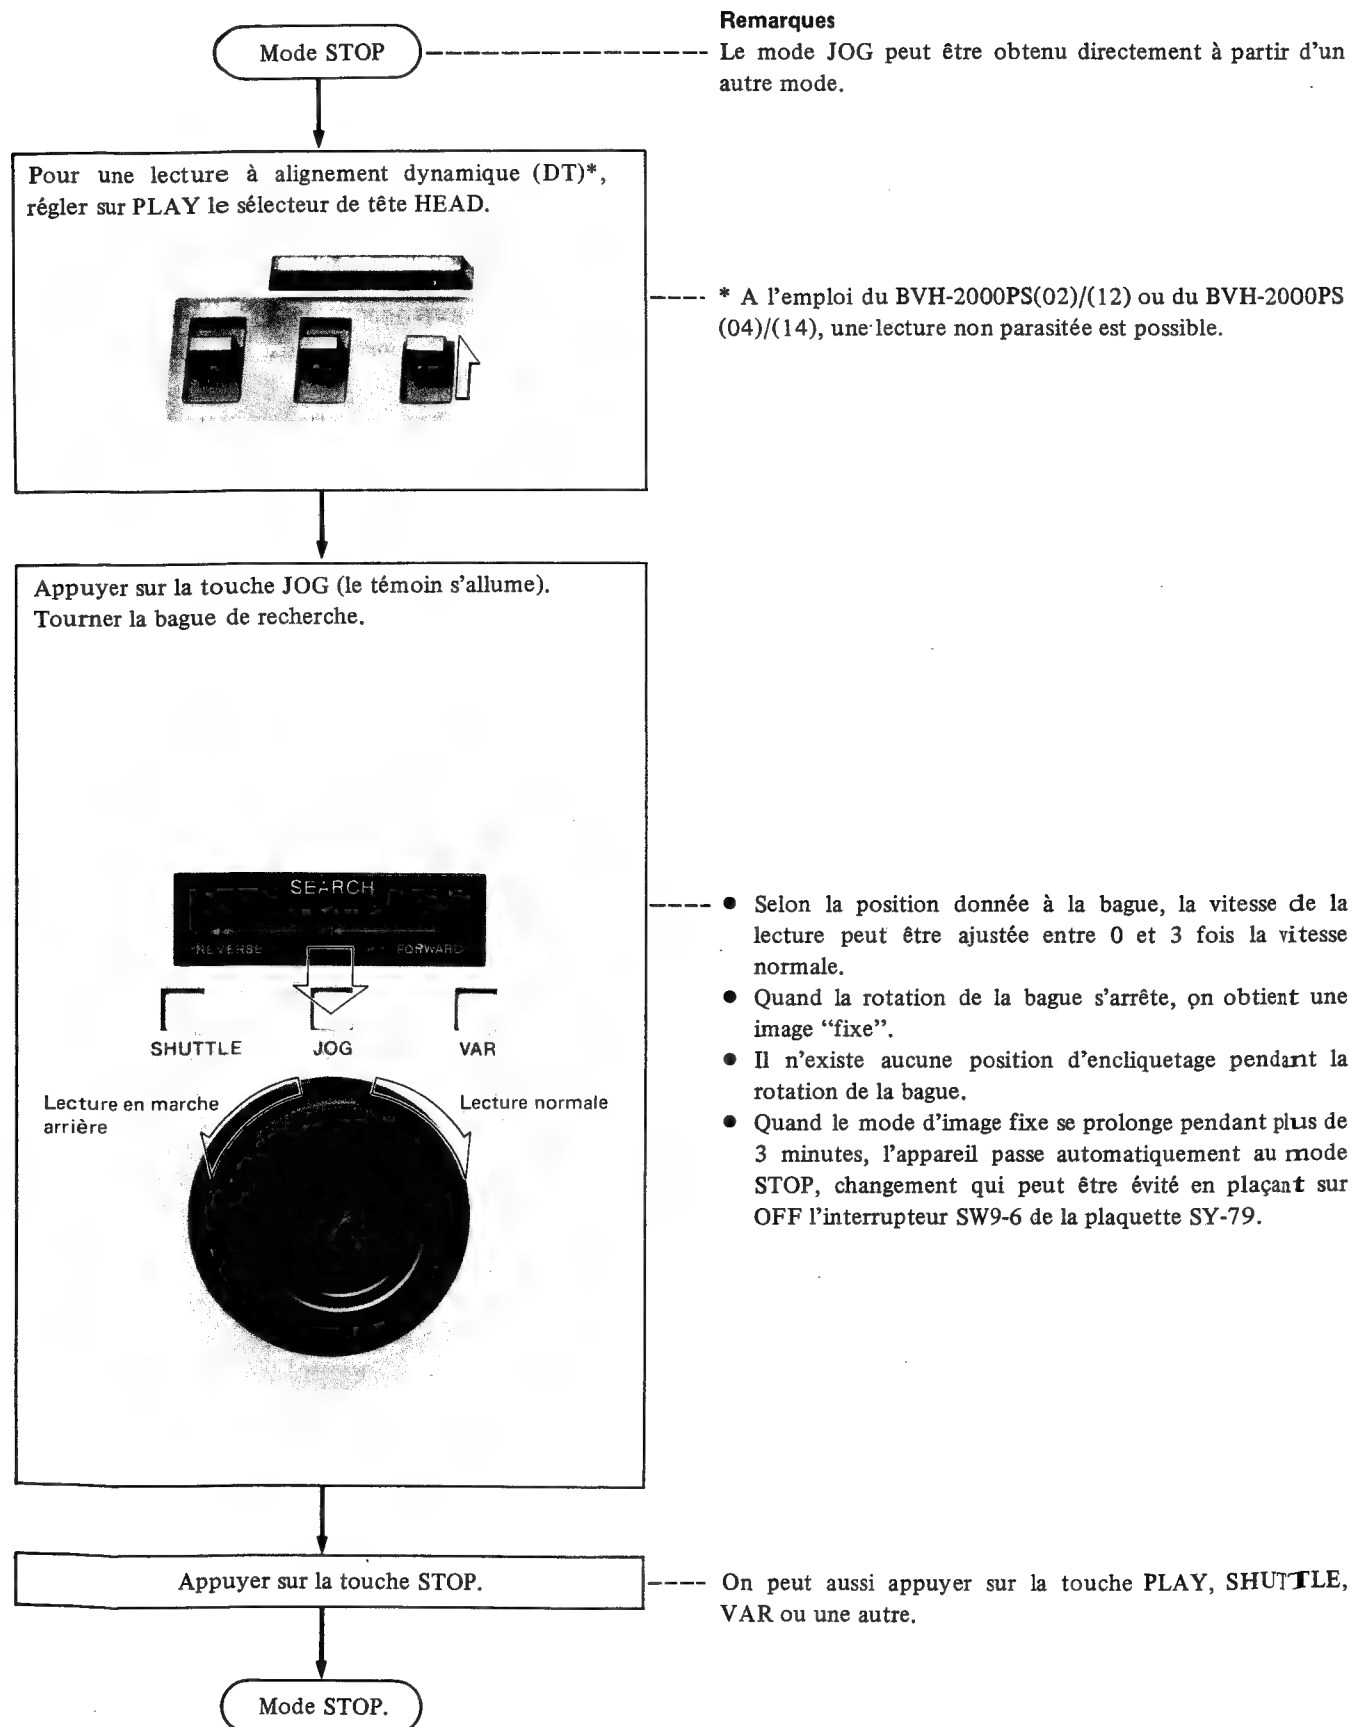 Remarques
Mode STOP
Le mode JOG peut être obtenu directement à partir d'un
autre mode.
Pour une lecture à alignement dynamique (DT)*,
régler sur PLAY le sélecteur de tête HEAD.
* A l'emploi du BVH-2000PS(02)/(12) ou du BVH-2000PS
(04)/(14), une lecture non parasitée est possible.
Appuyer sur la touche JOG (le témoin s'allume).
Tourner la bague de recherche.
SEARCH
REVERSE FORWARD
SHUTTLE JOG VAR
Lecture en marche
arrière
Lecture normale
● Selon la position donnée à la bague, la vitesse de la
lecture peut être ajustée entre 0 et 3 fois la vitesse
normale.
● Quand la rotation de la bague s'arrête, on obtient une
image “fixe”.
● Il n'existe aucune position d'encliquetage pendant la
rotation de la bague.
● Quand le mode d'image fixe se prolonge pendant plus de
3 minutes, l'appareil passe automatiquement au mode
STOP, changement qui peut être évité en plaçant sur
OFF l'interrupteur SW9-6 de la plaquette SY-79.
Appuyer sur la touche STOP.
On peut aussi appuyer sur la touche PLAY, SHUTTLE,
VAR ou une autre.
Mode STOP.